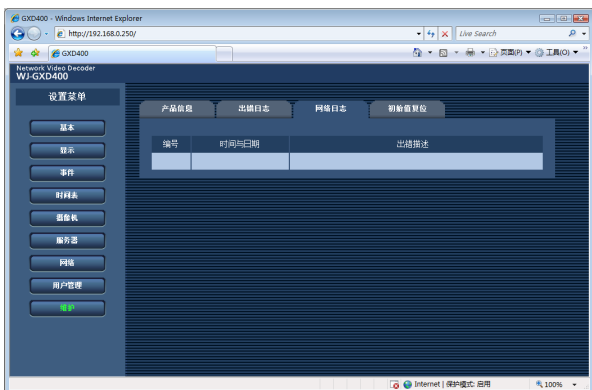 GXD400 - Windows Internet Explorer
http://192.168.0.250/
Live Search
GXD400
页面(P)
工具(O)
Network Video Decoder
WJ-GXD400
设置菜单
产品信息 出错日志 网络日志 初始值复位
基本
显示
事件
时间表
摄像机
服务器
网络
用户管理
维护
编号 时间与日期 出错描述
Internet | 保护模式: 启用
100%